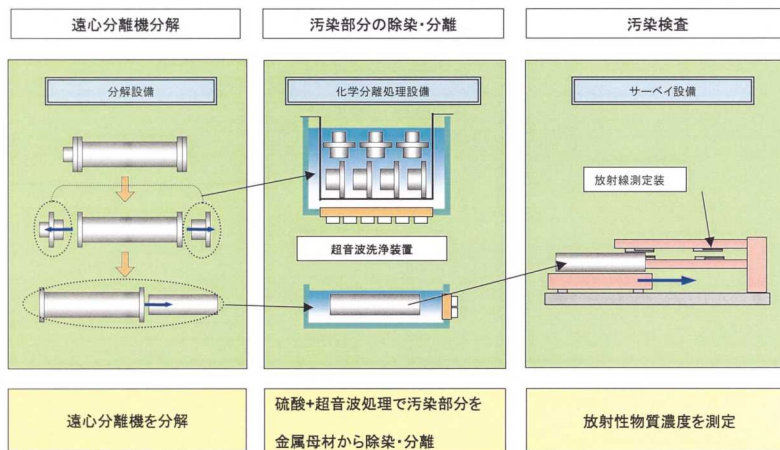 遠心分離機分解
汚染部分の除染・分離
汚染検査
分解設備
化学分離処理設備
サーベイ設備
放射線測定装
超音波洗浄装置
遠心分離機を分解
硫酸+超音波処理で汚染部分を
金属母材から除染・分離
放射性物質濃度を測定